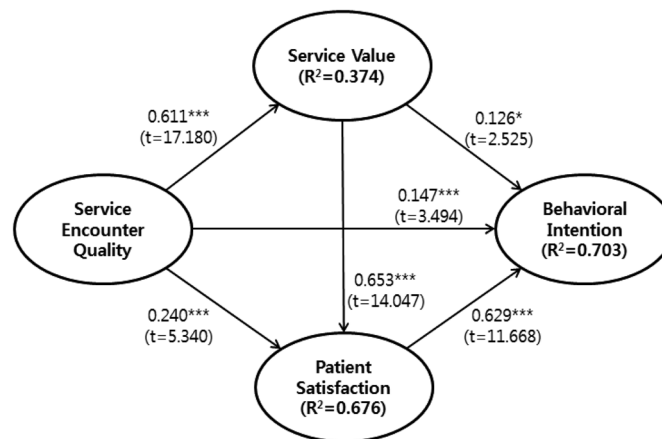 Service Value
(R²=0.374)
0.611***
(t=17.180)
0.126*
(t=2.525)
0.147***
(t=3.494)
Service
Encounter
Quality
Behavioral
Intention
(R²=0.703)
0.653***
(t=14.047)
0.240***
(t=5.340)
0.629***
(t=11.668)
Patient
Satisfaction
(R²=0.676)